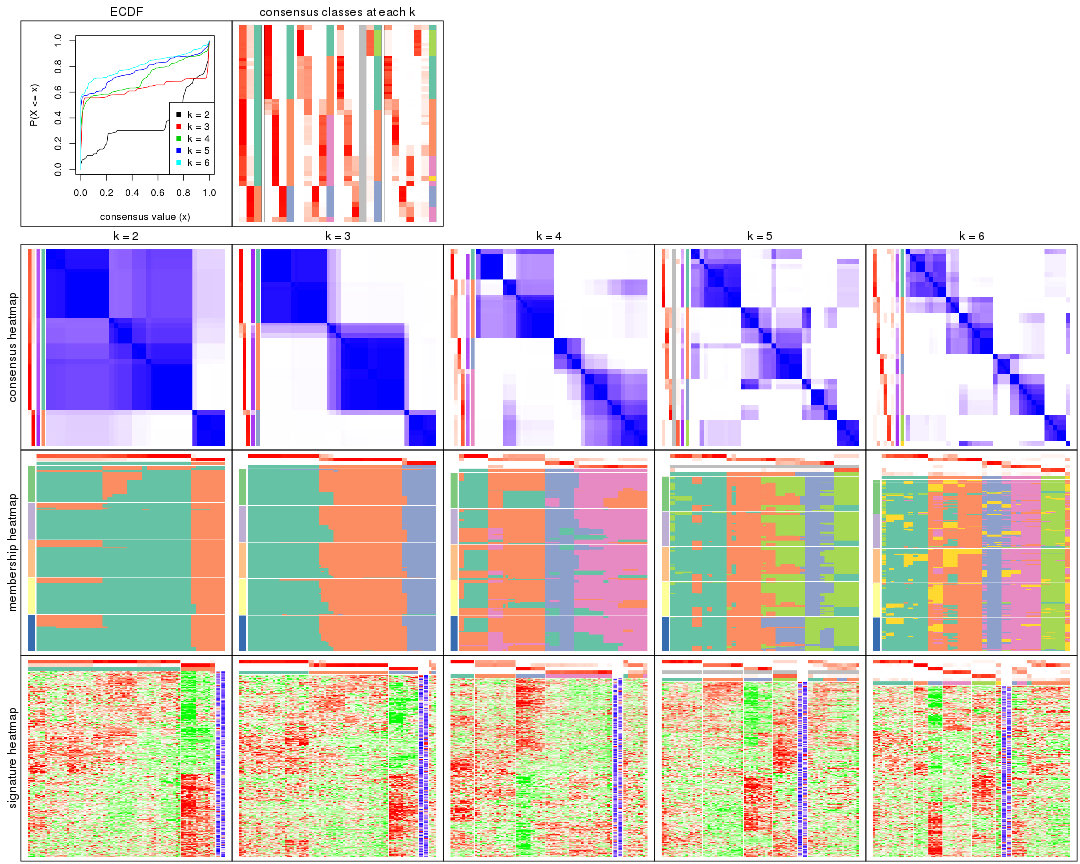 ECDF
consensus classes at each k
P(X <= x)
0.0 0.2 0.4 0.6 0.8 1.0
k = 2
k = 3
k = 4
k = 5
k = 6
0.0 0.2 0.4 0.6 0.8 1.0
consensus value (x)
k = 2
k = 3
k = 4
k = 5
k = 6
consensus heatmap
membership heatmap
signature heatmap